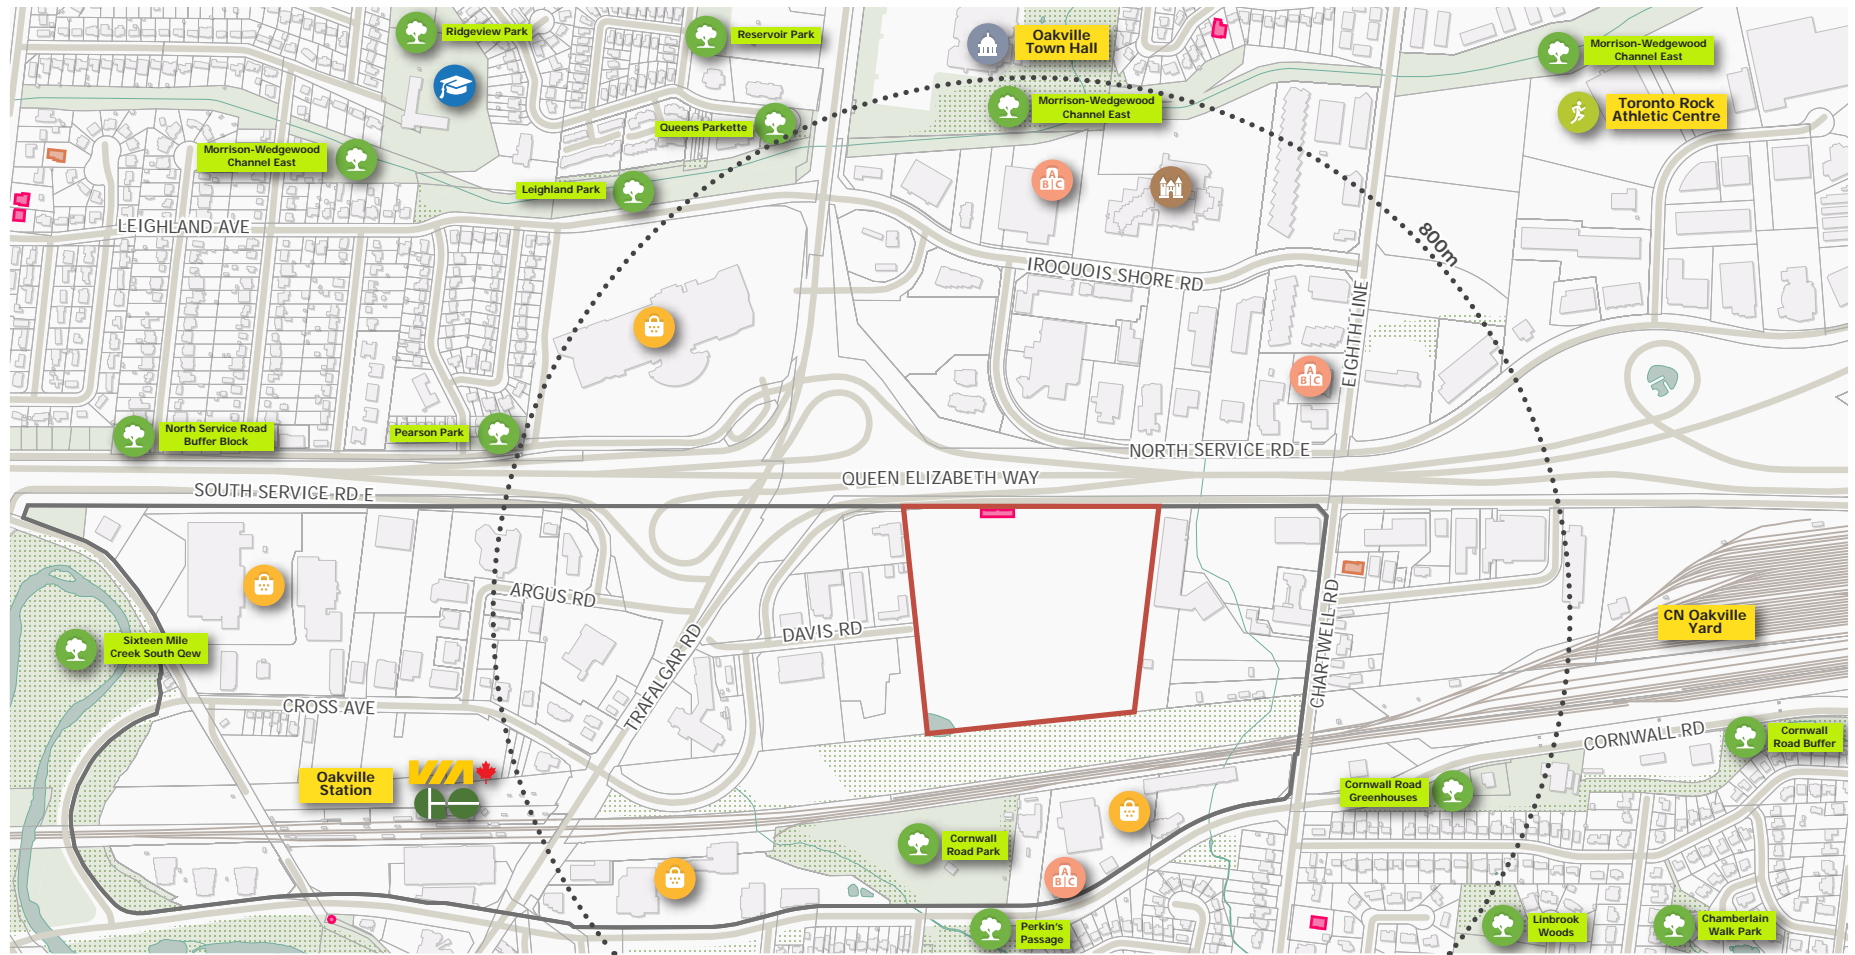 Ridgeview Park
Reservoir Park
Oakville
Town Hall
Morrison-Wedgewood
Channel East
Toronto Rock
Athletic Centre
Morrison-Wedgewood
Channel East
Queens Parkette
Morrison-Wedgewood
Channel East
Leighland Park
A
B C
LEIGHLAND AVE
800m
IROQUOIS SHORE RD
EIGHTH LINE
A
B C
North Service Road
Buffer Block
Pearson Park
NORTH SERVICE RD E
QUEEN ELIZABETH WAY
SOUTH SERVICE RD E
ARGUS RD
DAVIS RD
TRAFALGAR RD
CHARTWELL RD
CN Oakville
Yard
Sixteen Mile
Creek South Qew
CROSS AVE
CORNWALL RD
Cornwall
Road Buffer
Oakville
Station
VIA
Cornwall Road
Greenhouses
Cornwall
Road Park
A
B C
Perkin's
Passage
Linbrook
Woods
Chamberlain
Walk Park